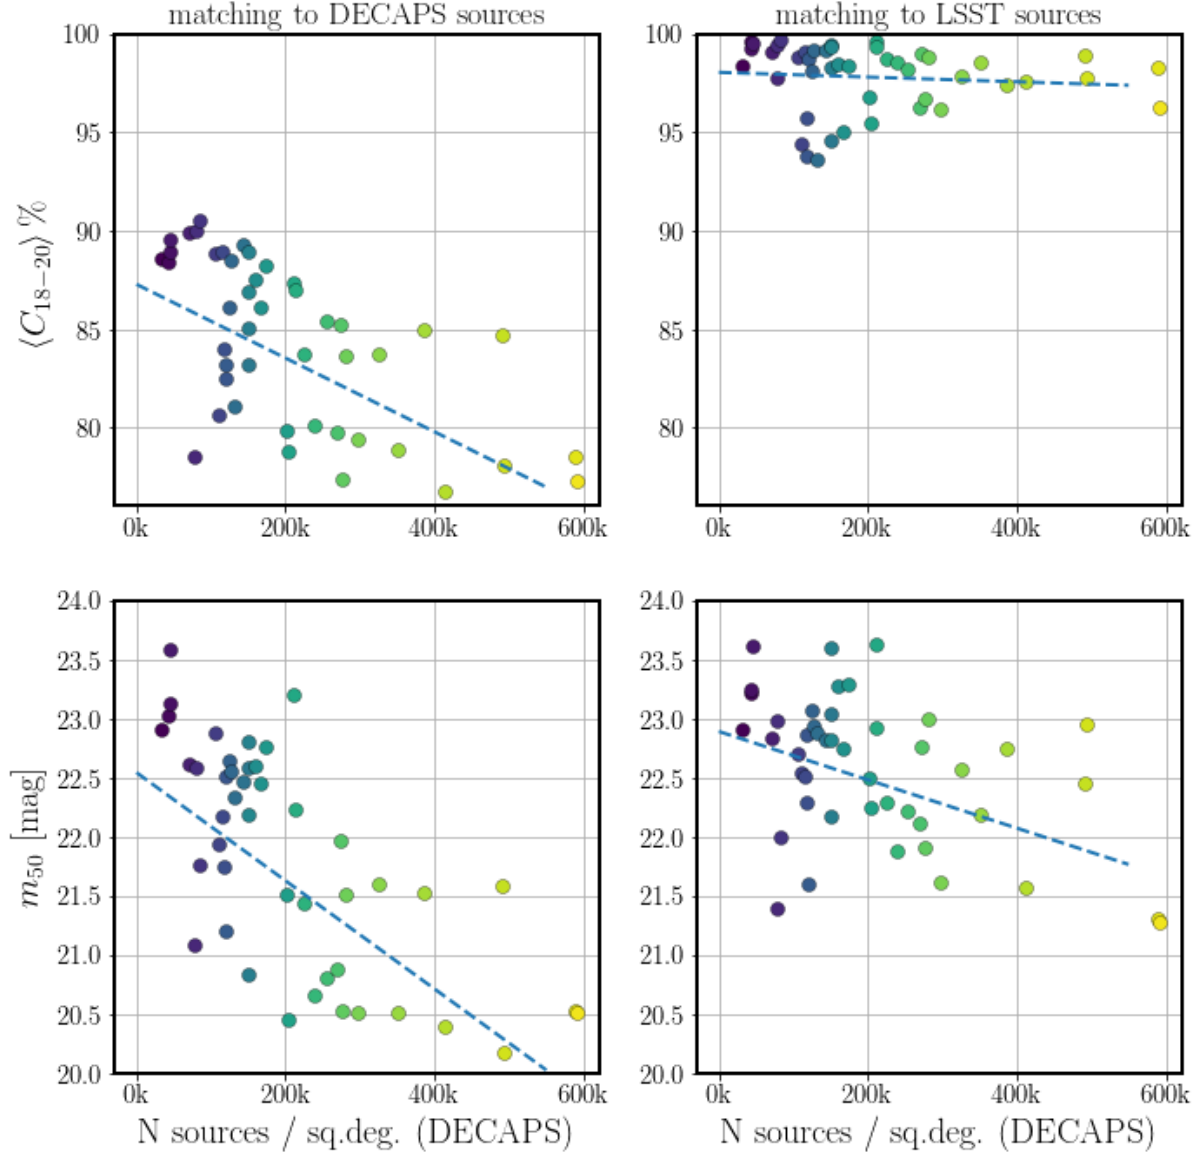 matching to DECAPS sources
matching to LSST sources
100
95
90
85
80
⟨C₁₈₋₂₀⟩ %
0k 200k 400k 600k
100
95
90
85
80
0k 200k 400k 600k
24.0
23.5
23.0
22.5
22.0
21.5
21.0
20.5
20.0
m₅₀ [mag]
0k 200k 400k 600k
N sources / sq.deg. (DECAPS)
24.0
23.5
23.0
22.5
22.0
21.5
21.0
20.5
20.0
0k 200k 400k 600k
N sources / sq.deg. (DECAPS)